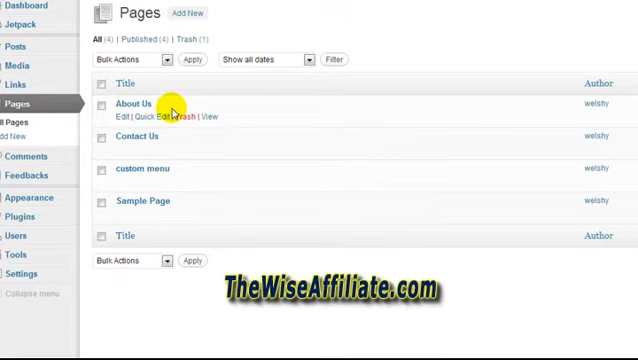 Dashboard
Jetpack
Posts
Media
Links
Pages
ll Pages
dd New
Comments
Feedbacks
Appearance
Plugins
Users
Tools
Settings
Collapse menu
Pages Add New
All (4) | Published (4) | Trash (1)
Bulk Actions Apply Show all dates Filter
Title Author
About Us welshy
Edit | Quick Edit | Trash | View
Contact Us welshy
custom menu welshy
Sample Page welshy
Title Author
Bulk Actions Apply
TheWiseAffiliate.com